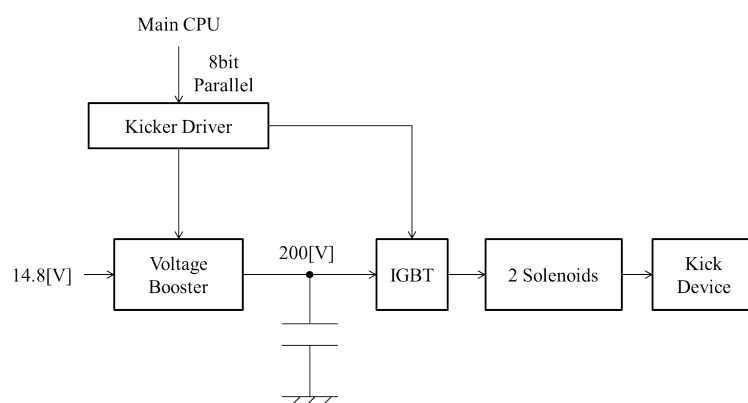 Main CPU
8bit
Parallel
Kicker Driver
200[V]
14.8[V]
Voltage
Booster
IGBT
2 Solenoids
Kick
Device